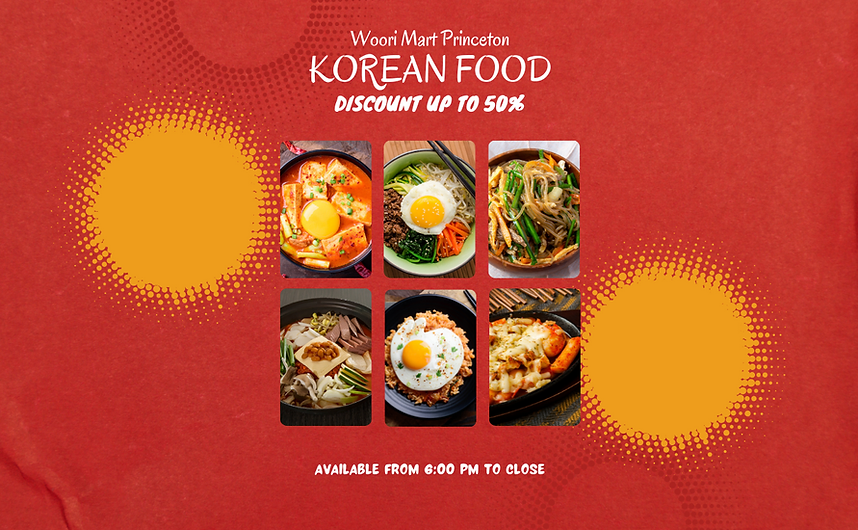 Woori Mart Princeton
KOREAN FOOD
DISCOUNT UP TO 50%
AVAILABLE FROM 6:00 PM TO CLOSE